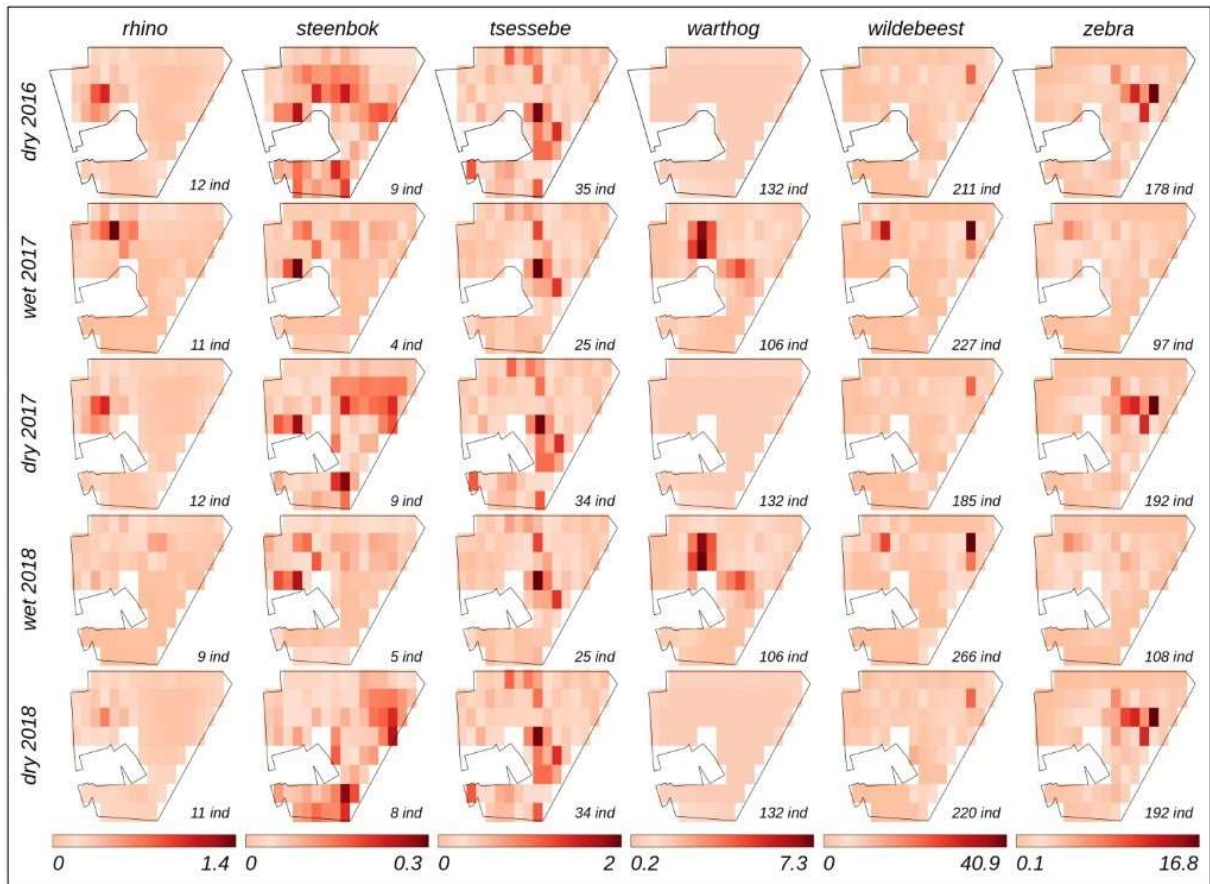 rhino steenbok tsessebe warthog wildebeest zebra
dry 2016
12 ind 9 ind 35 ind 132 ind 211 ind 178 ind
wet 2017
11 ind 4 ind 25 ind 106 ind 227 ind 97 ind
dry 2017
12 ind 9 ind 34 ind 132 ind 185 ind 192 ind
wet 2018
9 ind 5 ind 25 ind 106 ind 266 ind 108 ind
dry 2018
11 ind 8 ind 34 ind 132 ind 220 ind 192 ind
0 1.4 0 0.3 0 2 0.2 7.3 0 40.9 0.1 16.8